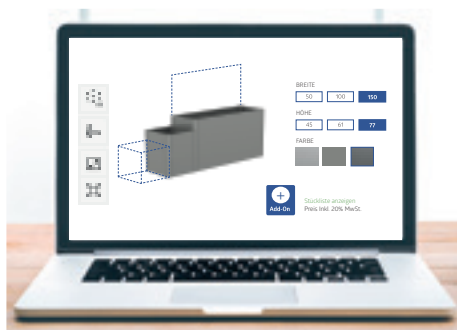 BREITE
50 100 150
HÖHE
45 61 77
FARBE
Add-On
Stückliste anzeigen
Preis Inkl. 20% MwSt.